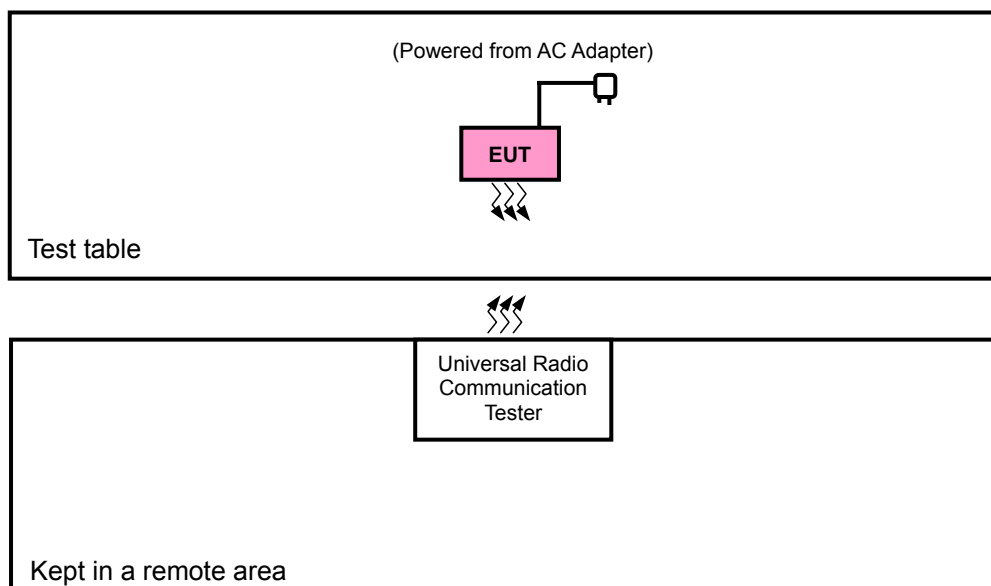 (Powered from AC Adapter)
EUT
Test table
Universal Radio
Communication
Tester
Kept in a remote area